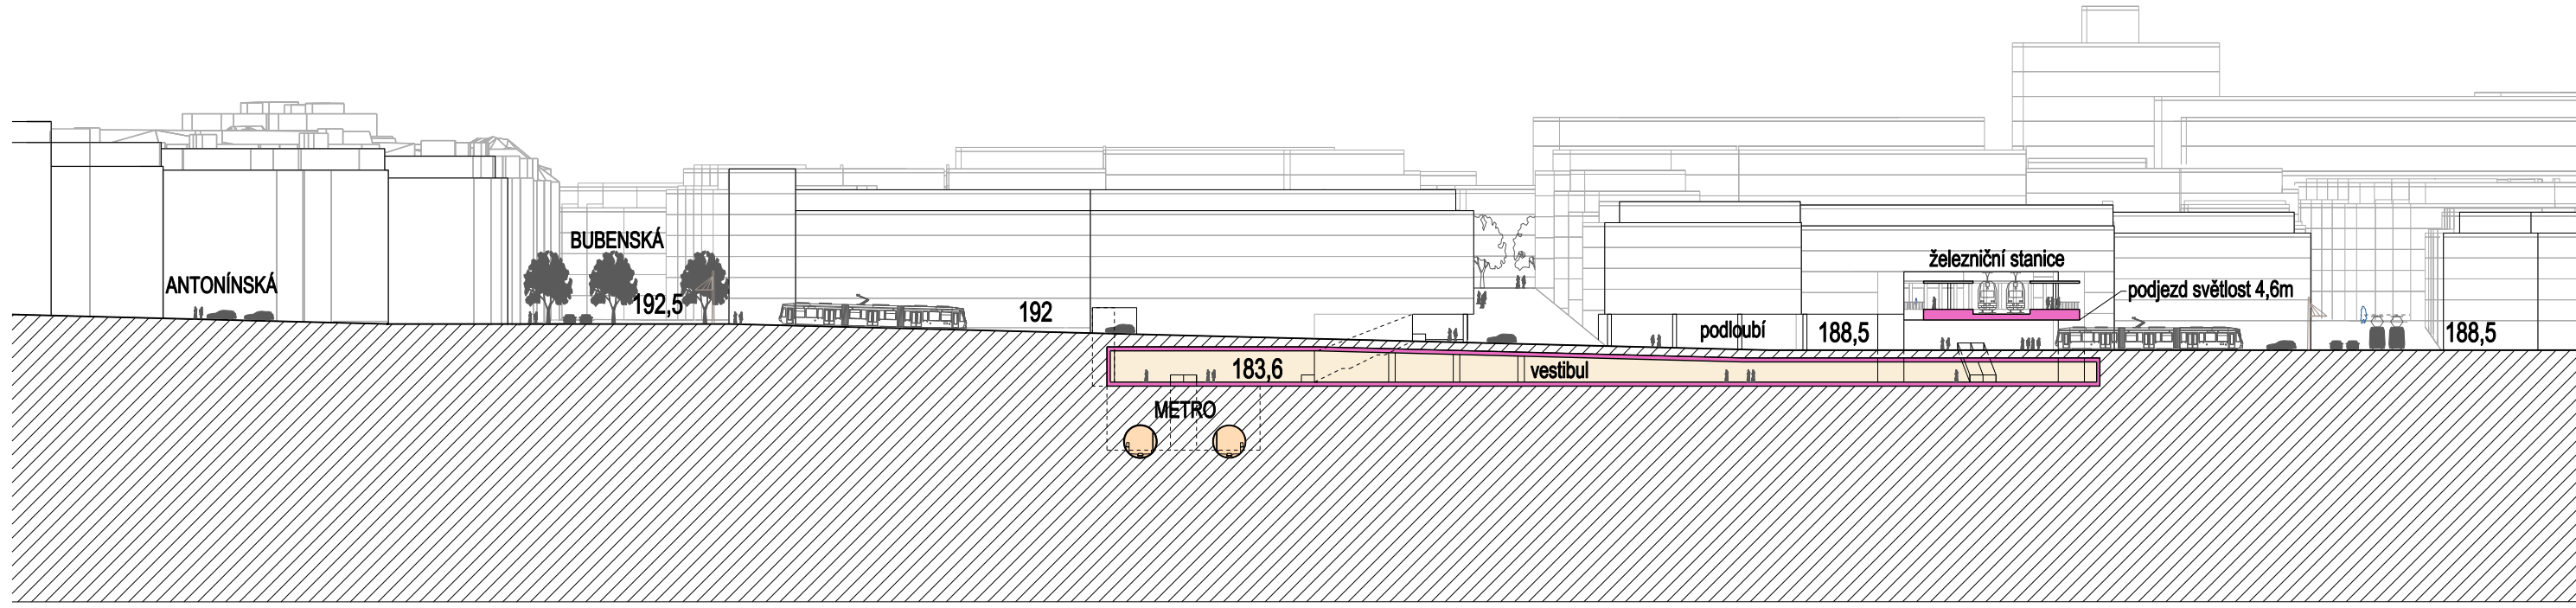 BUBENSKÁ
železniční stanice
ANTONÍNSKÁ
podjezd světlost 4,6m
192,5
192
podloubí
188,5
188,5
183,6
vestibul
METRO